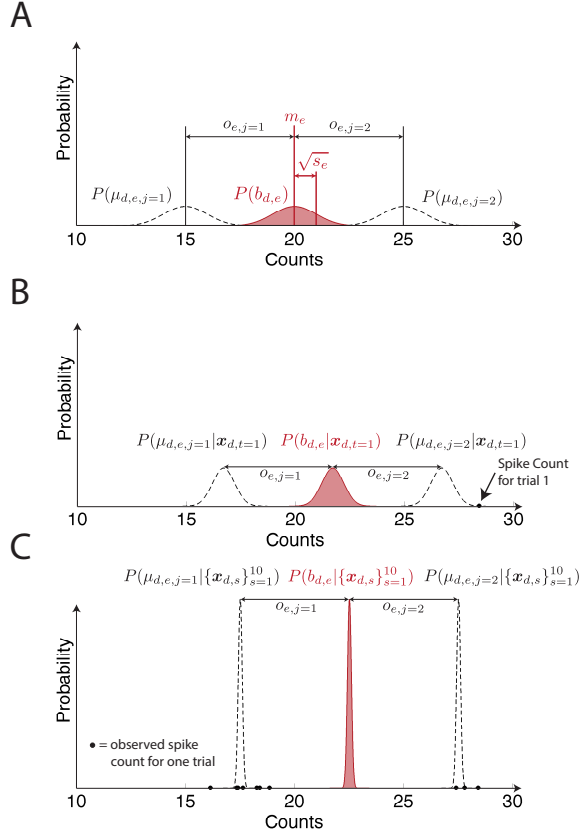 A
Probability
m_e
o_{e,j=1} o_{e,j=2}
√s_e
P(μ_{d,e,j=1}) P(b_{d,e}) P(μ_{d,e,j=2})
10 15 20 25 30
Counts
B
Probability
P(μ_{d,e,j=1}|x_{d,t=1}) P(b_{d,e}|x_{d,t=1}) P(μ_{d,e,j=2}|x_{d,t=1})
o_{e,j=1} o_{e,j=2}
Spike Count
for trial 1
10 15 20 25 30
Counts
C
Probability
P(μ_{d,e,j=1}|{x_{d,s}}_{s=1}^{10}) P(b_{d,e}|{x_{d,s}}_{s=1}^{10}) P(μ_{d,e,j=2}|{x_{d,s}}_{s=1}^{10})
o_{e,j=1} o_{e,j=2}
• = observed spike
count for one trial
10 15 20 25 30
Counts